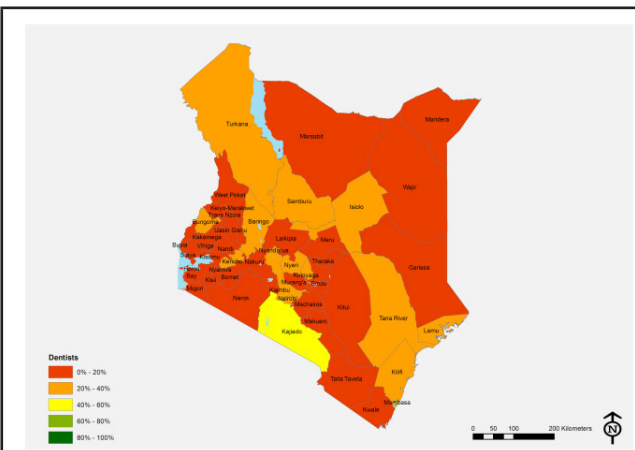 Turkana
Mandera
Marsabit
Wajir
West Pokot
Samburu
Isiolo
Keiyo-Marakwet
Trans Nzoia
Baringo
Bungoma
Uasin Gishu
Kakamega
Busia
Vihiga
Nandi
Laikipia
Meru
Nyandarua
Siaya
Kisumu
Kericho
Nakuru
Nyeri
Tharaka
Garissa
Homa
Nyamira
Kirinyaga
Bay
Kisii
Bomet
Murang'a
Embu
Migori
Kiambu
Narok
Nairobi
Machakos
Kitui
Tana River
Makueni
Lamu
Kajiado
Kilifi
Taita Taveta
Mombasa
Kwale
Dentists
0% - 20%
20% - 40%
40% - 60%
60% - 80%
80% - 100%
0 50 100 200 Kilometers
N